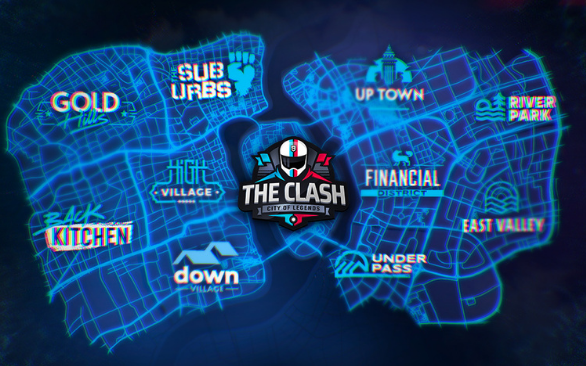 THE
SUB
URBS
UP TOWN
GOLD
Hills
RIVER
PARK
HIGH
VILLAGE
THE CLASH
CITY OF LEGENDS
FINANCIAL
DISTRICT
BACK
KITCHEN
EAST VALLEY
down
VILLAGE
UNDER
PASS